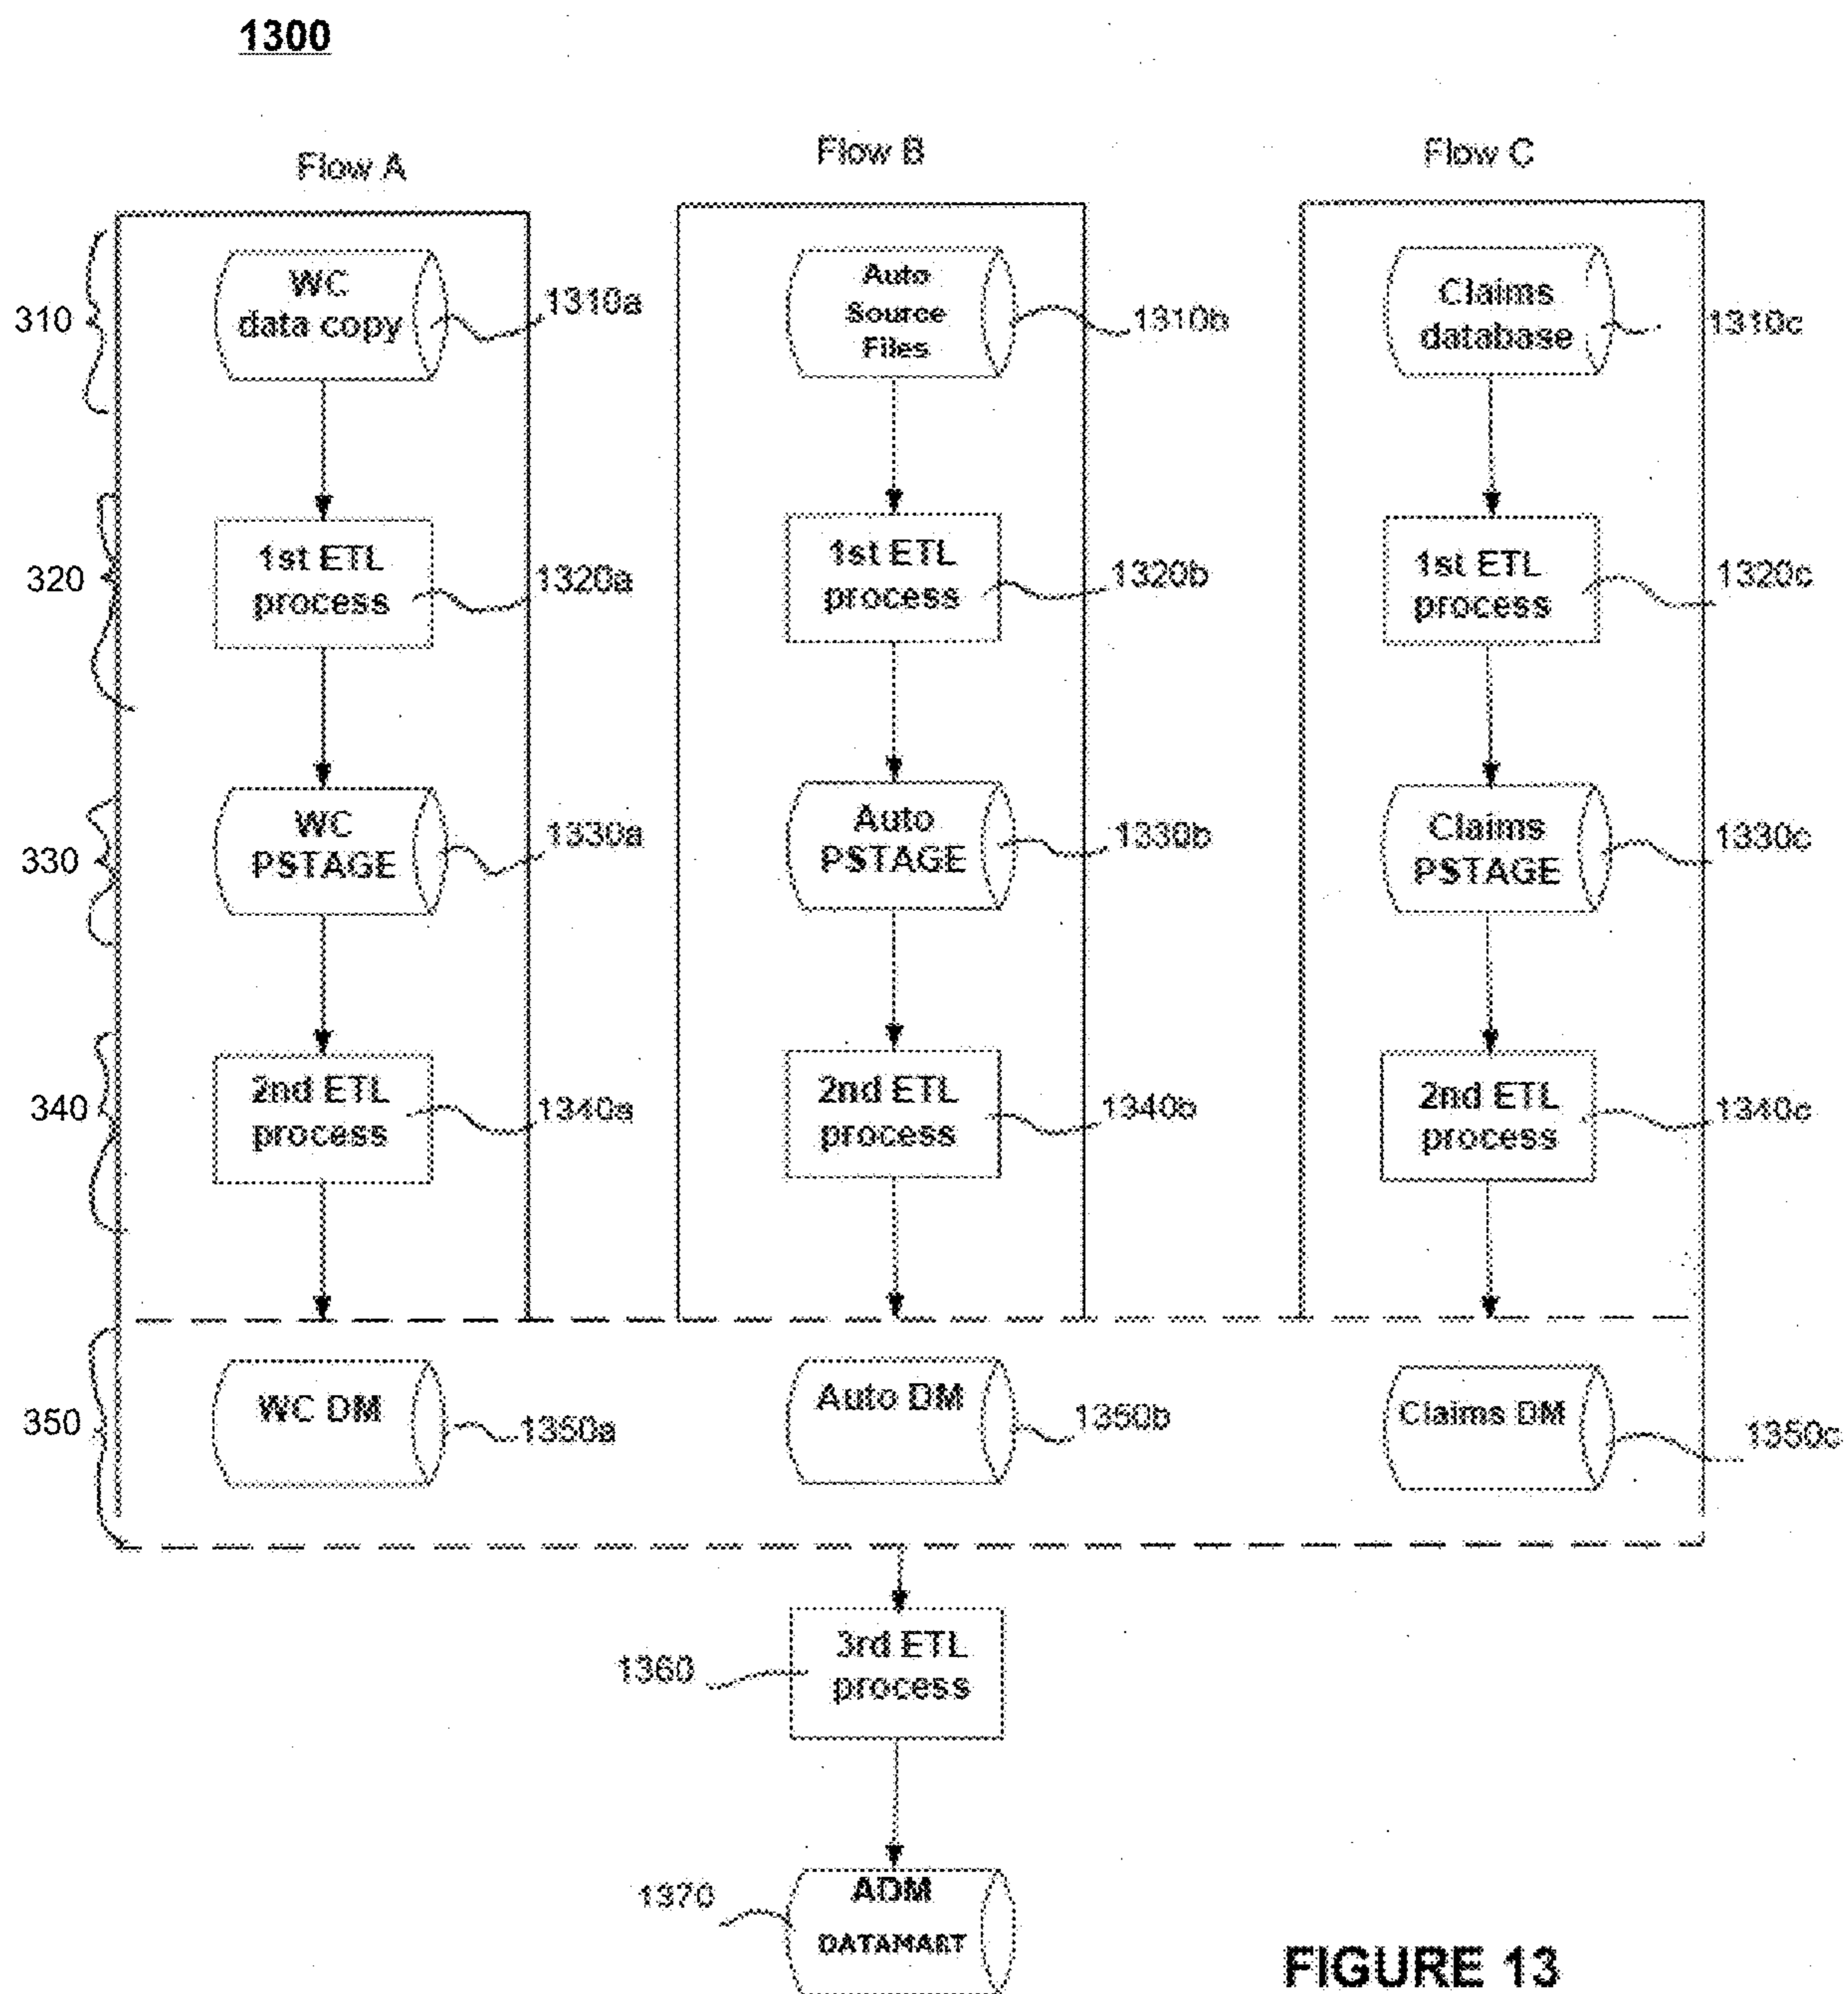 1300
Flow A
Flow B
Flow C
310
WC
data copy
1310a
Auto
Source
Files
1310b
Claims
database
1310c
320
1st ETL
process
1320a
1st ETL
process
1320b
1st ETL
process
1320c
330
WC
PSTAGE
1330a
Auto
PSTAGE
1330b
Claims
PSTAGE
1330c
340
2nd ETL
process
1340a
2nd ETL
process
1340b
2nd ETL
process
1340c
350
WC DM
1350a
Auto DM
1350b
Claims DM
1350c
3rd ETL
process
1360
ADM
DATAMART
1370
FIGURE 13